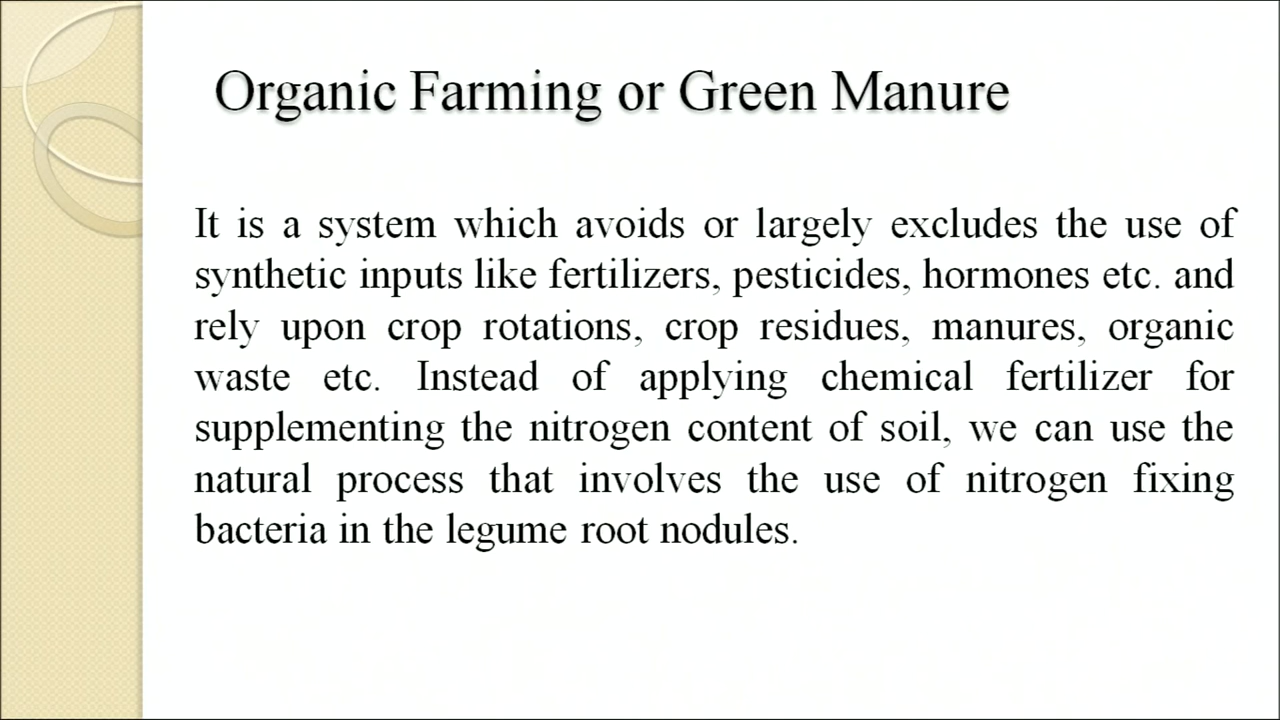 Organic Farming or Green Manure
It is a system which avoids or largely excludes the use of
synthetic inputs like fertilizers, pesticides, hormones etc. and
rely upon crop rotations, crop residues, manures, organic
waste etc. Instead of applying chemical fertilizer for
supplementing the nitrogen content of soil, we can use the
natural process that involves the use of nitrogen fixing
bacteria in the legume root nodules.